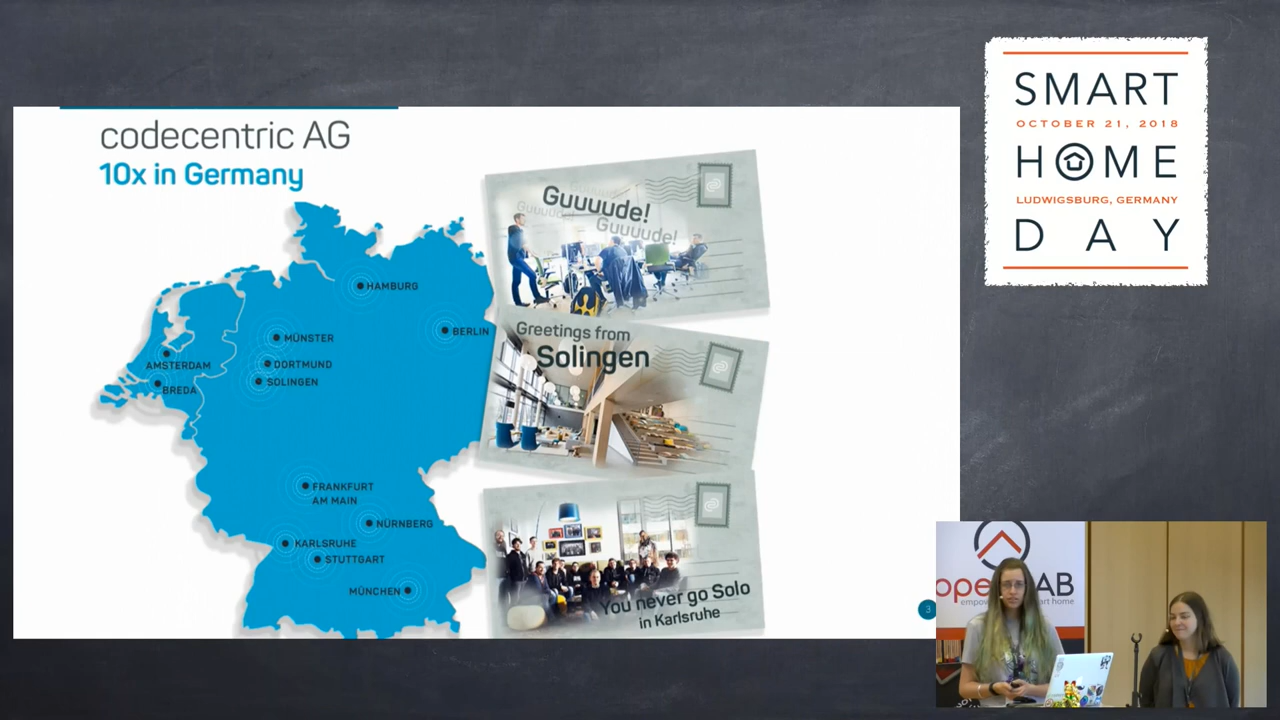 codecentric AG
10x in Germany
HAMBURG
BERLIN
MÜNSTER
DORTMUND
SOLINGEN
AMSTERDAM
BREDA
FRANKFURT
AM MAIN
NÜRNBERG
KARLSRUHE
STUTTGART
MÜNCHEN
Guuuude!
Guuuude!
Guuuude!
Greetings from
Solingen
You never go Solo
in Karlsruhe
3
SMART
OCTOBER 21, 2018
HOME
LUDWIGSBURG, GERMANY
DAY